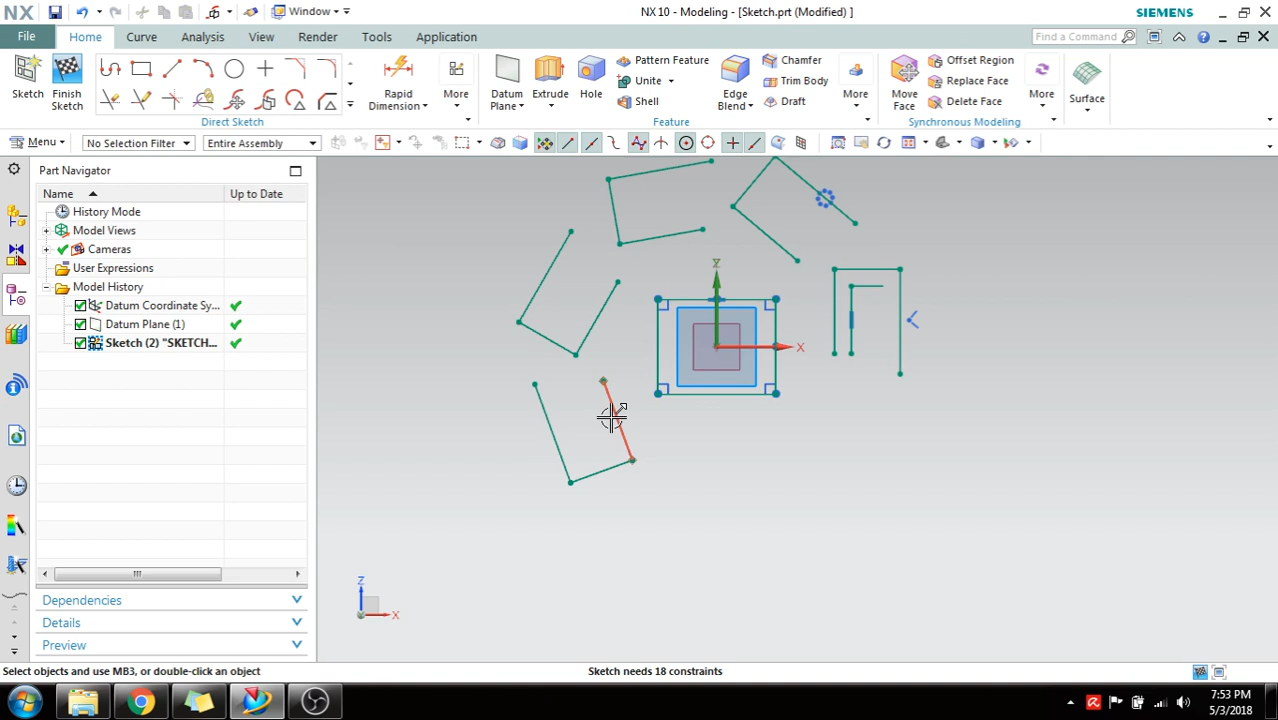 NX
Window
NX 10 - Modeling - [Sketch.prt (Modified) ]
SIEMENS
File
Home
Curve
Analysis
View
Render
Tools
Application
Find a Command
Sketch
Finish
Sketch
Direct Sketch
Rapid
Dimension
More
Datum
Plane
Extrude
Hole
Pattern Feature
Unite
Shell
Feature
Edge
Blend
Chamfer
Trim Body
Draft
More
Move
Face
Offset Region
Replace Face
Delete Face
Synchronous Modeling
More
Surface
Menu
No Selection Filter
Entire Assembly
Part Navigator
Name
Up to Date
History Mode
Model Views
Cameras
User Expressions
Model History
Datum Coordinate Sy...
Datum Plane (1)
Sketch (2) "SKETCH...
Dependencies
Details
Preview
Z
X
Z
X
Select objects and use MB3, or double-click an object
Sketch needs 18 constraints
7:53 PM
5/3/2018